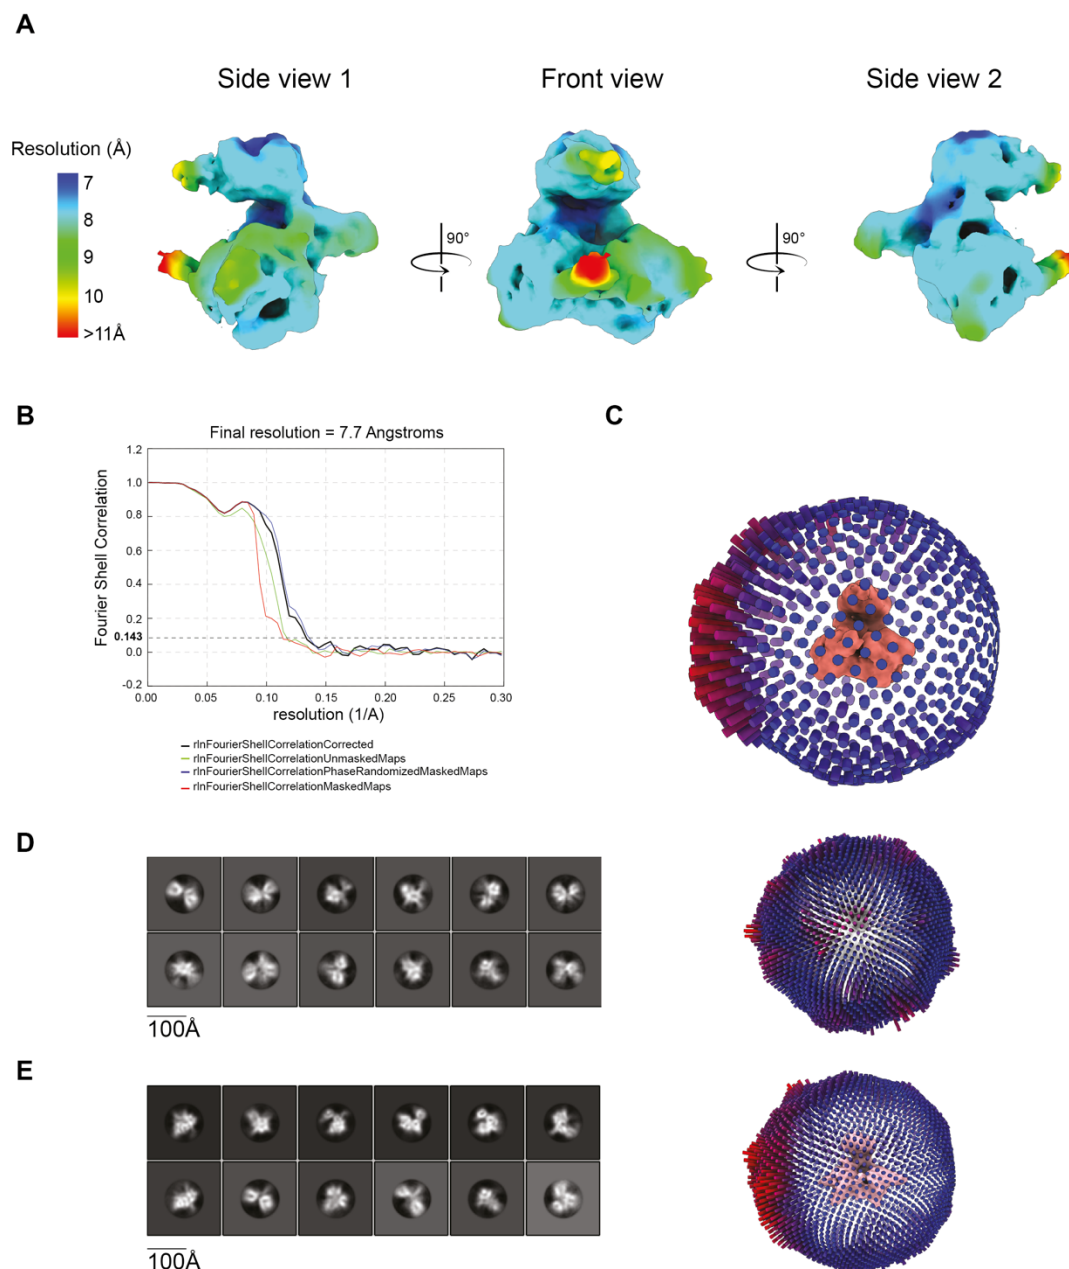 A
Side view 1
Front view
Side view 2
Resolution (Å)
7
8
9
10
>11Å
90°
90°
B
C
Final resolution = 7.7 Angstroms
Fourier Shell Correlation
1.2
1.0
0.8
0.6
0.4
0.2
0.143
0.0
-0.2
0.00
0.05
0.10
0.15
0.20
0.25
0.30
resolution (1/A)
rlnFourierShellCorrelationCorrected
rlnFourierShellCorrelationUnmaskedMaps
rlnFourierShellCorrelationPhaseRandomizedMaskedMaps
rlnFourierShellCorrelationMaskedMaps
D
100Å
E
100Å